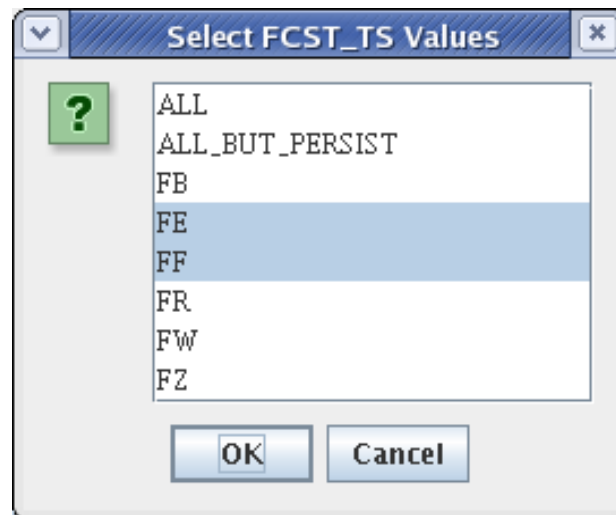 Select FCST_TS Values
?
ALL
ALL_BUT_PERSIST
FB
FE
FF
FR
FW
FZ
OK Cancel